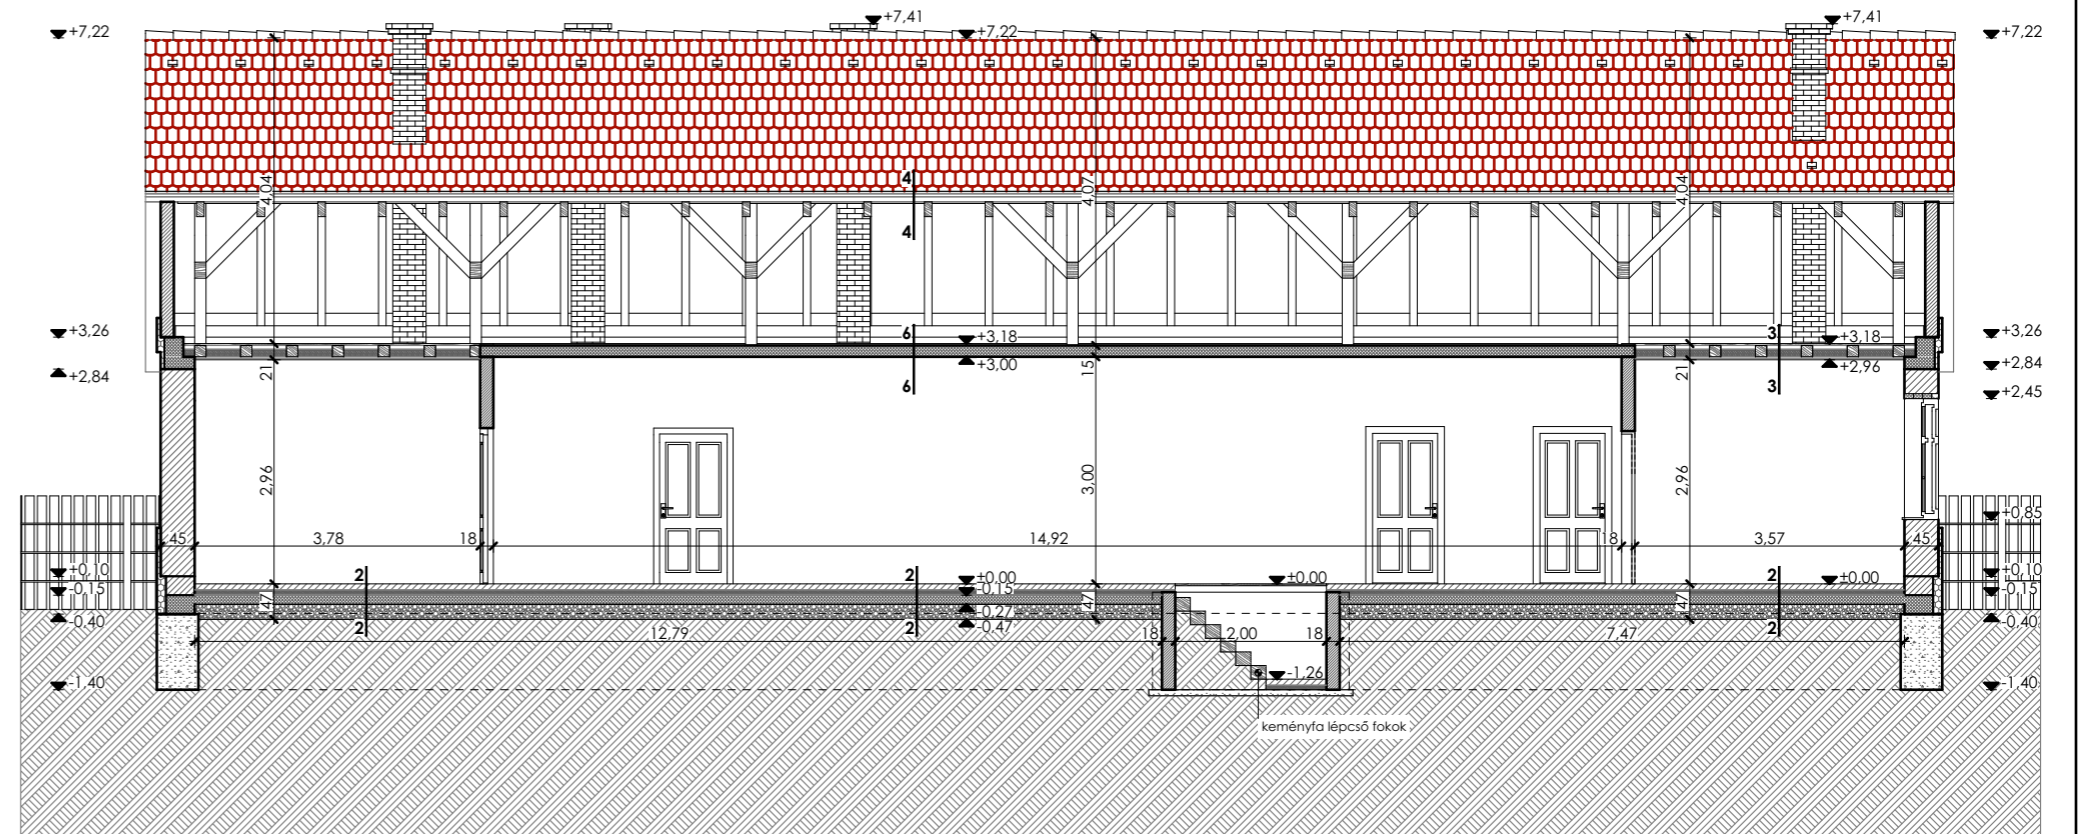 +7,22 +7,41 +7,22 +7,41 +7,22
4,04 4 4,07 4,04
4
+3,26 6 +3,18 3 +3,18 +3,26
+2,84 21 6 +3,00 15 21 3 +2,96 +2,84
+2,45
2,96 3,00 2,96
+0,85
45 3,78 18 14,92 18 3,57 45
+0,10 2 2 ±0,00 ±0,00 2 ±0,00 +0,10
-0,15 47 -0,15 47 47 -0,15
-0,40 -0,27 -0,40
2 12,79 2 -0,47 18 2,00 18 7,47 2
-1,40 -1,26 -1,40
keményfa lépcső fokok